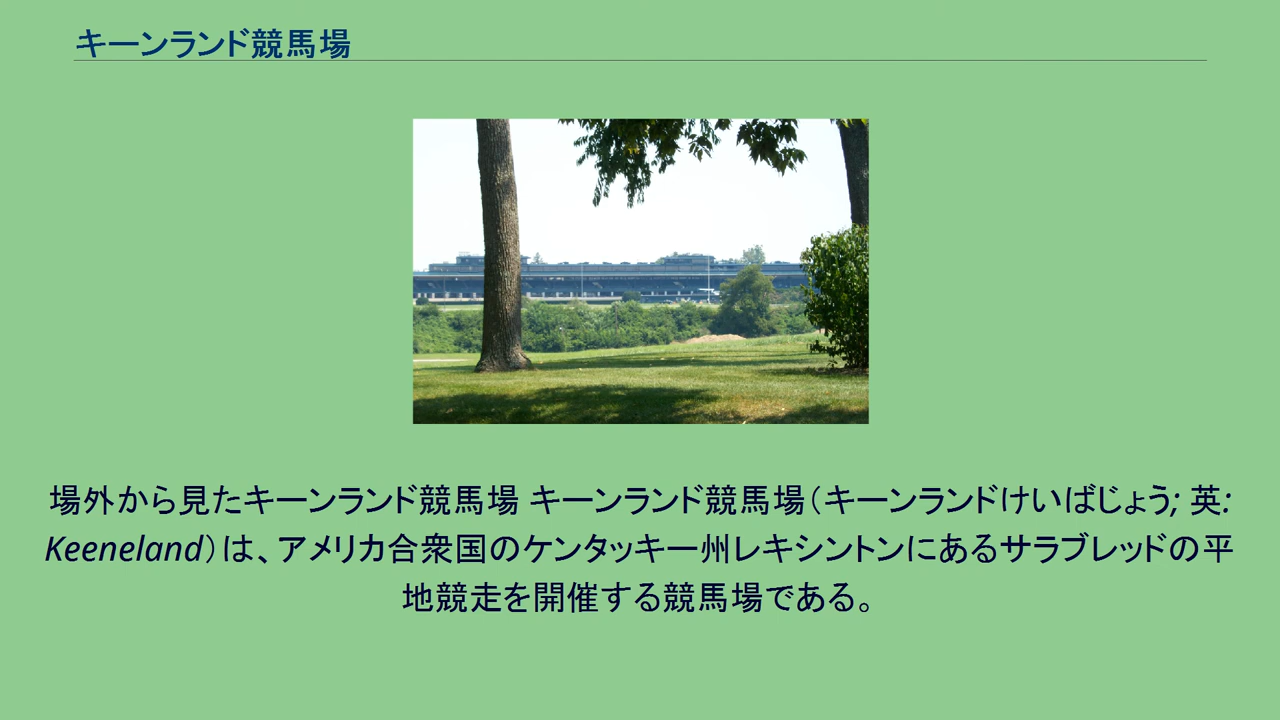 キーンランド競馬場
場外から見たキーンランド競馬場 キーンランド競馬場（キーンランドけいばじょう; 英:
Keeneland）は、アメリカ合衆国のケンタッキー州レキシントンにあるサラブレッドの平
地競走を開催する競馬場である。